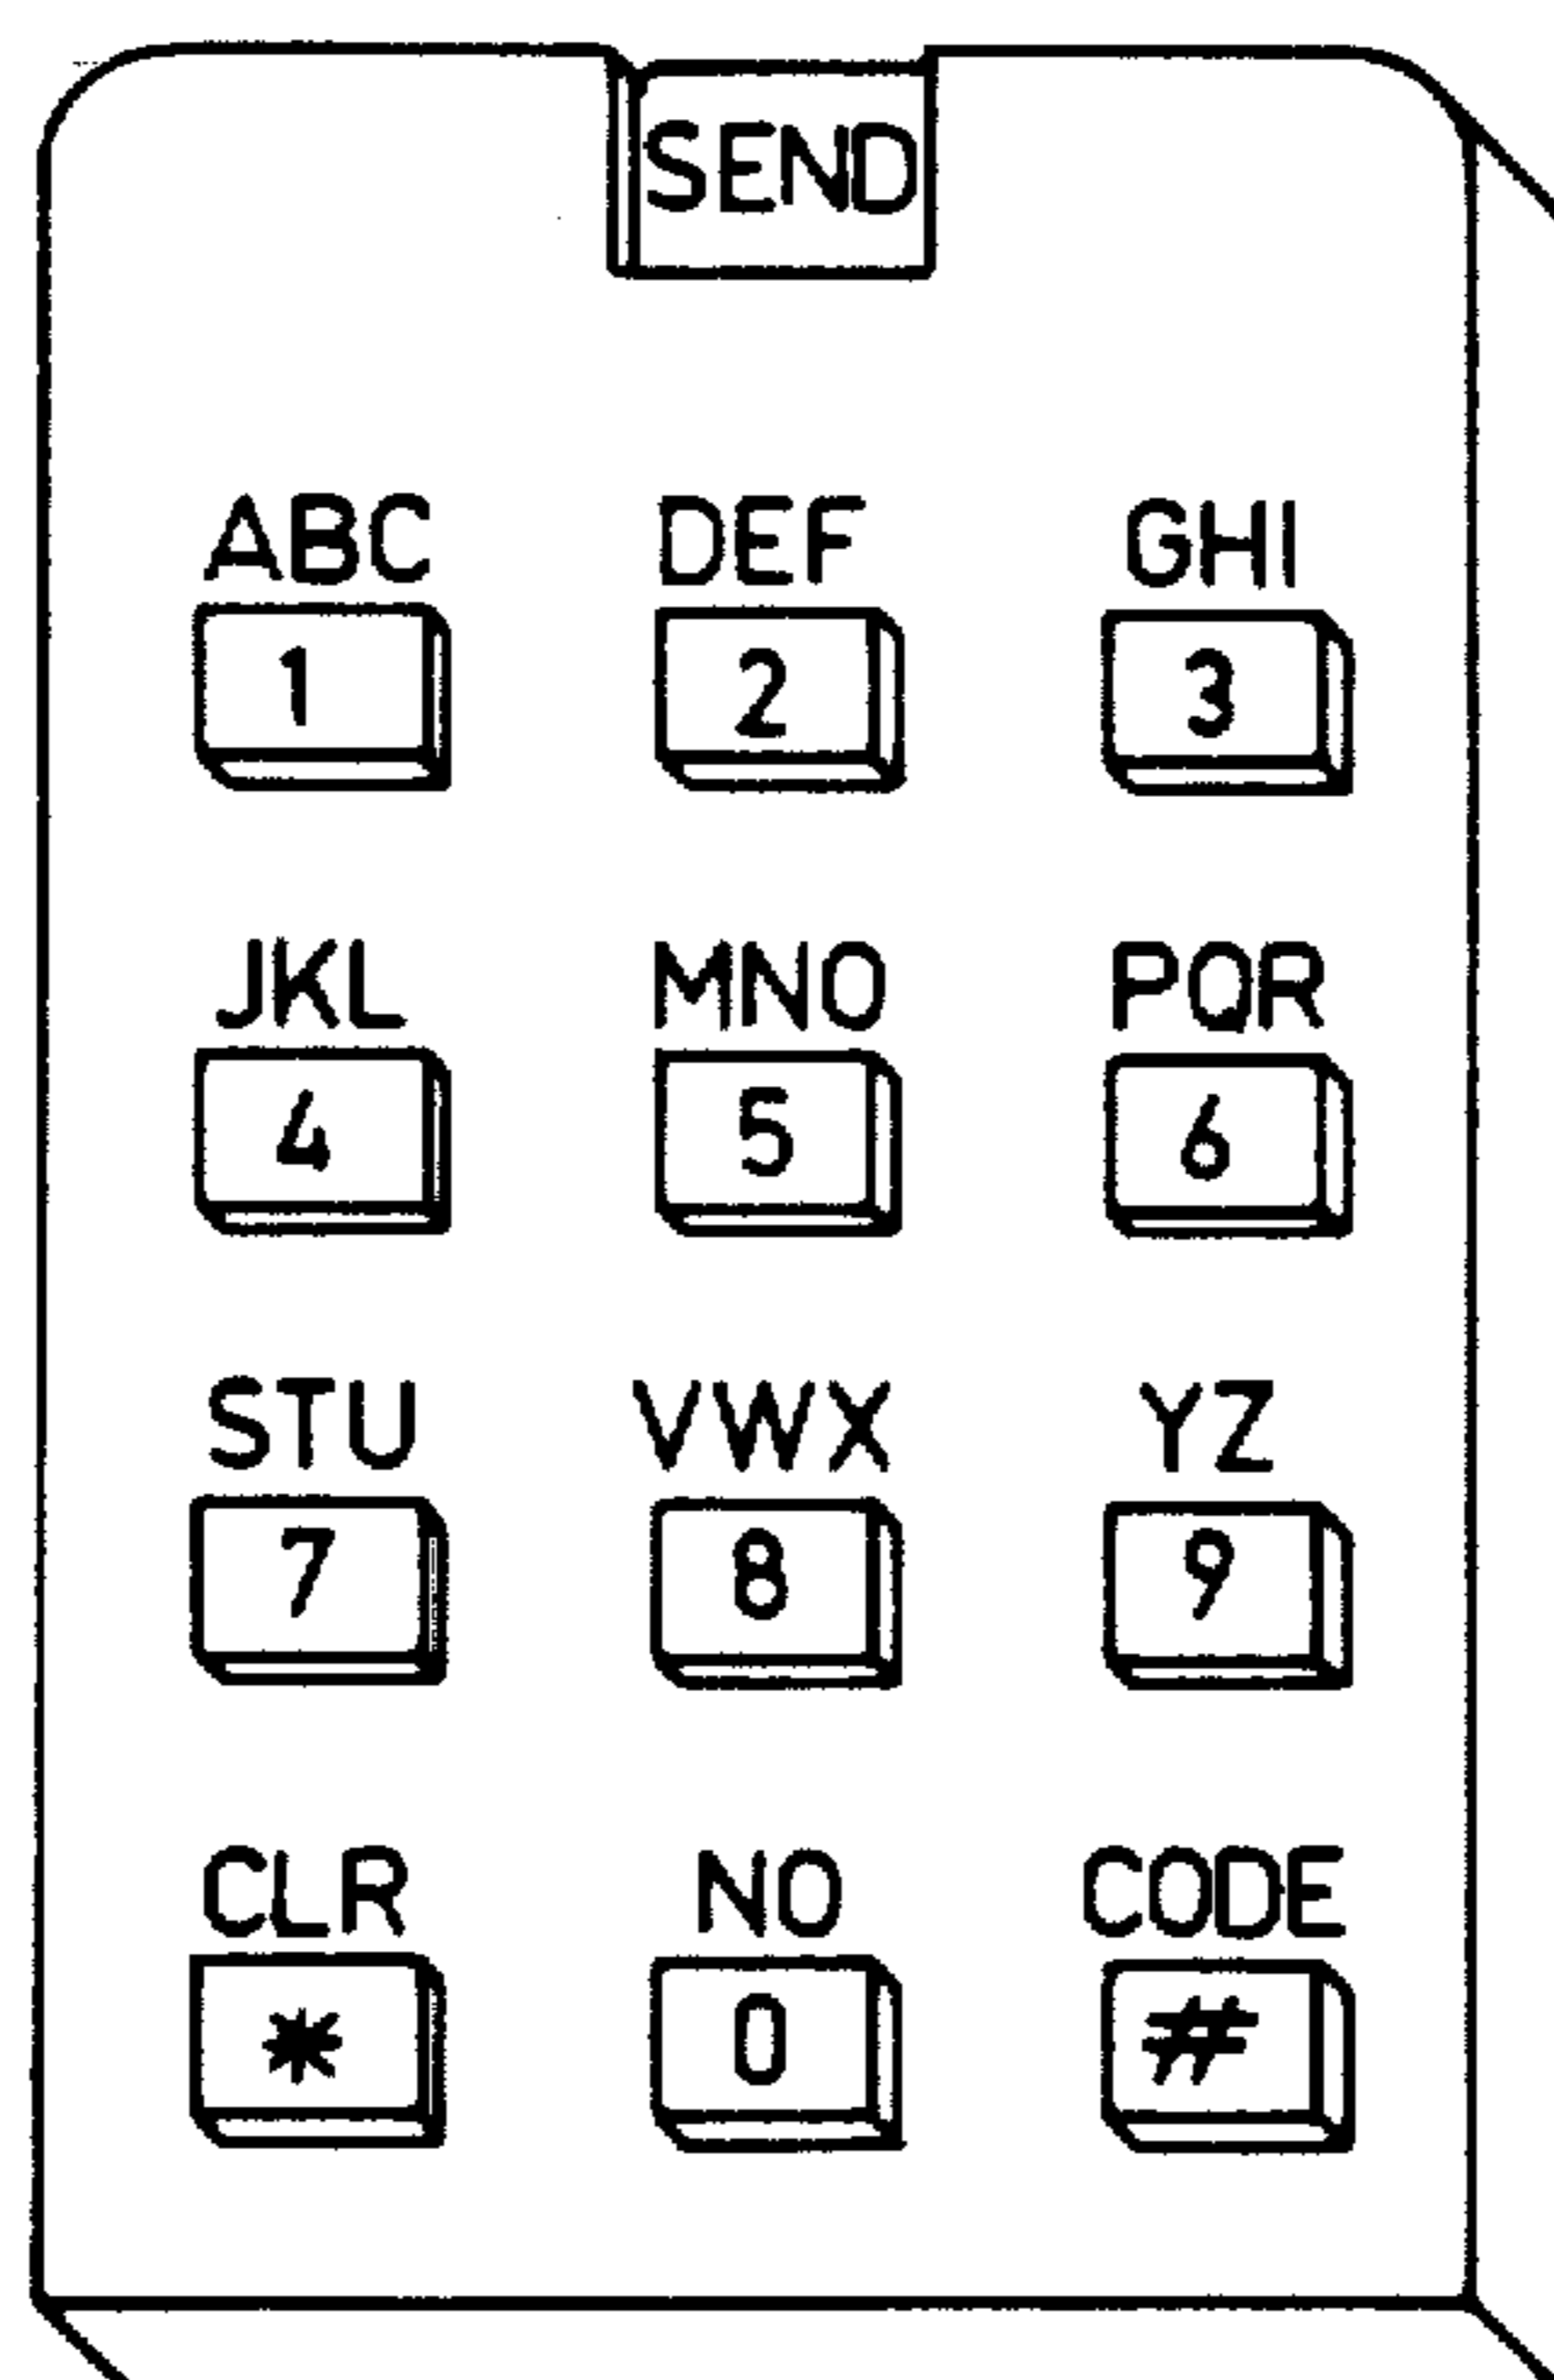 SEND
ABC DEF GHI
1 2 3
JKL MNO PQR
4 5 6
STU VWX YZ
7 8 9
CLR NO CODE
* 0 #